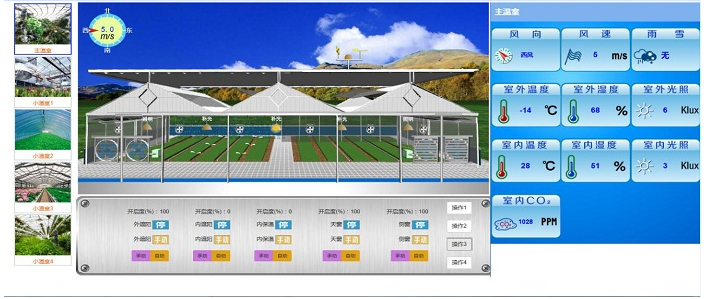 主温室
小温室1
小温室2
小温室3
小温室4
北
西
5.0
m/s
东
南
补光
补光
补光
开启度(%)：100
开启度(%)：0
开启度(%)：0
开启度(%)：100
开启度(%)：100
外遮阳 停
内遮阳 停
内保温 停
天窗 停
侧窗 停
外遮阳 手动
内遮阳 手动
内保温 手动
天窗 手动
侧窗 手动
手动 自动
手动 自动
手动 自动
手动 自动
手动 自动
操作1
操作2
操作3
操作4
主温室
风 向
西风
风 速
5 m/s
雨 雪
无
室外温度
-14 ℃
室外湿度
68 %
室外光照
6 Klux
室内温度
28 ℃
室内湿度
51 %
室内光照
3 Klux
室内CO₂
1028 PPM